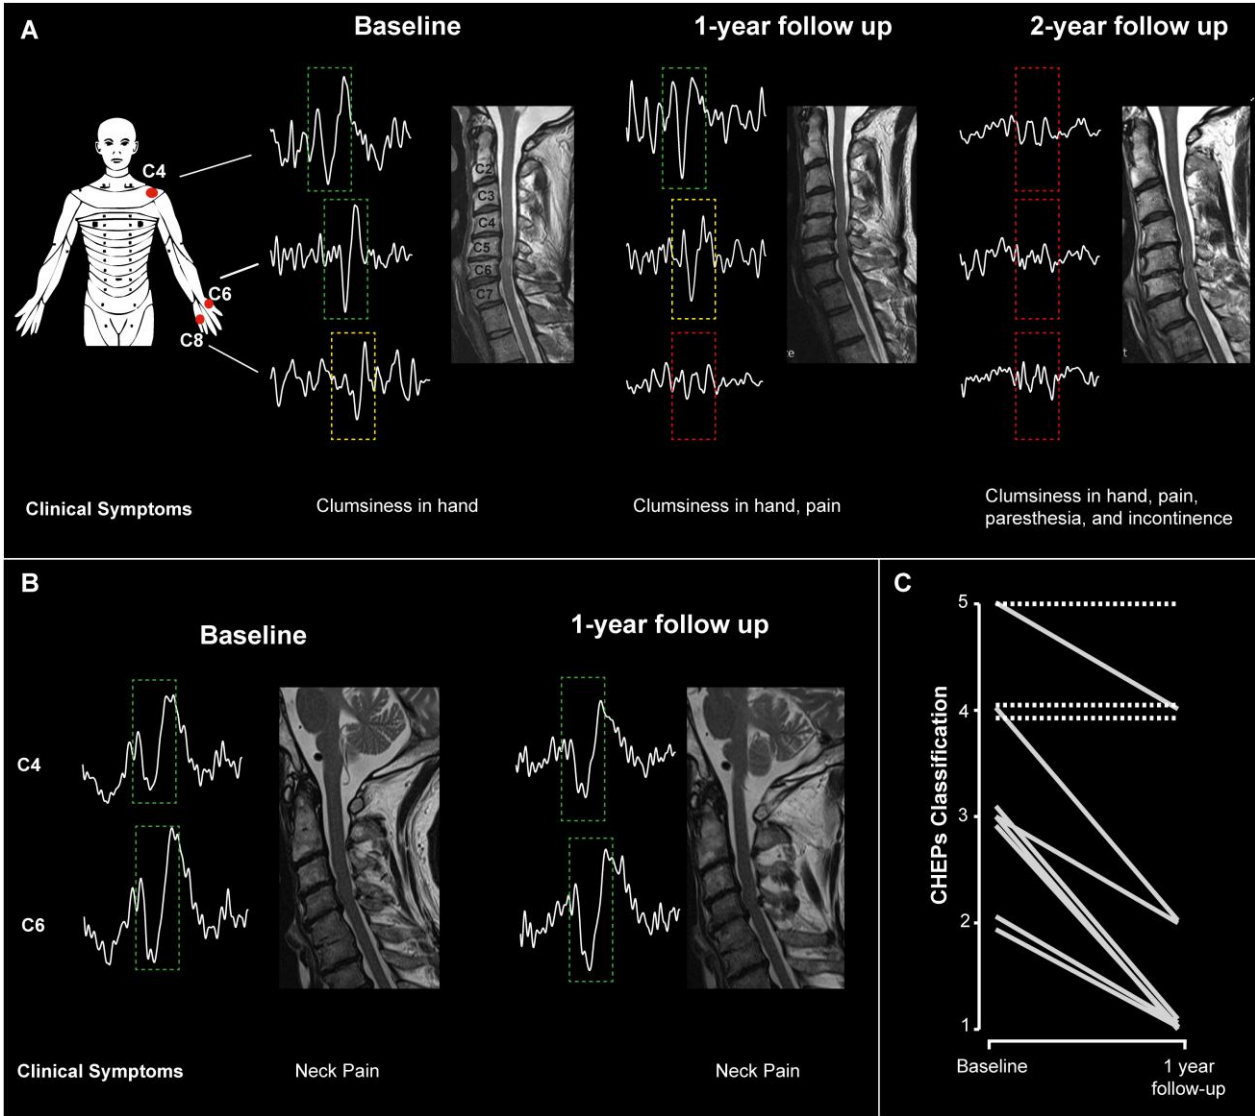 A
Baseline
1-year follow up
2-year follow up
C4
C6
C8
C2
C3
C4
C5
C6
C7
Clinical Symptoms
Clumsiness in hand
Clumsiness in hand, pain
Clumsiness in hand, pain,
paresthesia, and incontinence
B
Baseline
1-year follow up
C4
C6
Clinical Symptoms
Neck Pain
Neck Pain
C
CHEPs Classification
5
4
3
2
1
Baseline
1 year
follow-up